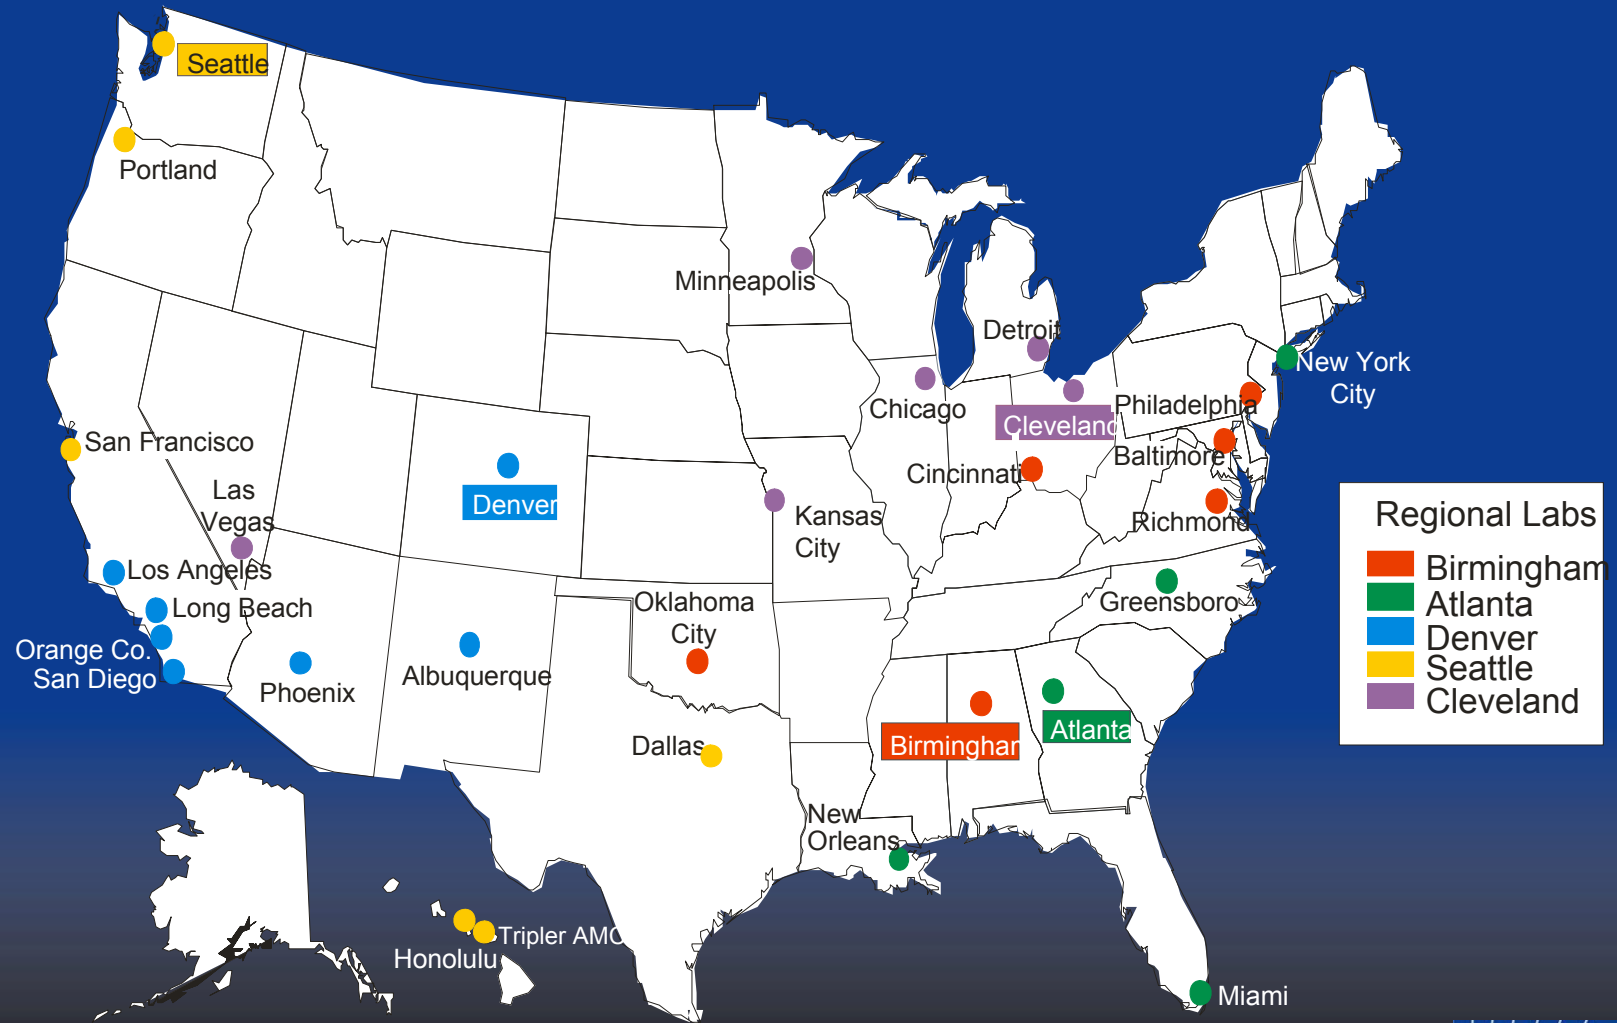 Seattle
Portland
Minneapolis
Detroit
New York
City
Chicago
Cleveland
Philadelphia
San Francisco
Baltimore
Cincinnati
Las
Vegas
Denver
Kansas
City
Richmond
Los Angeles
Long Beach
Oklahoma
City
Greensboro
Orange Co.
San Diego
Phoenix
Albuquerque
Dallas
Birmingham
Atlanta
New
Orleans
Tripler AMC
Honolulu
Miami
Regional Labs
Birmingham
Atlanta
Denver
Seattle
Cleveland